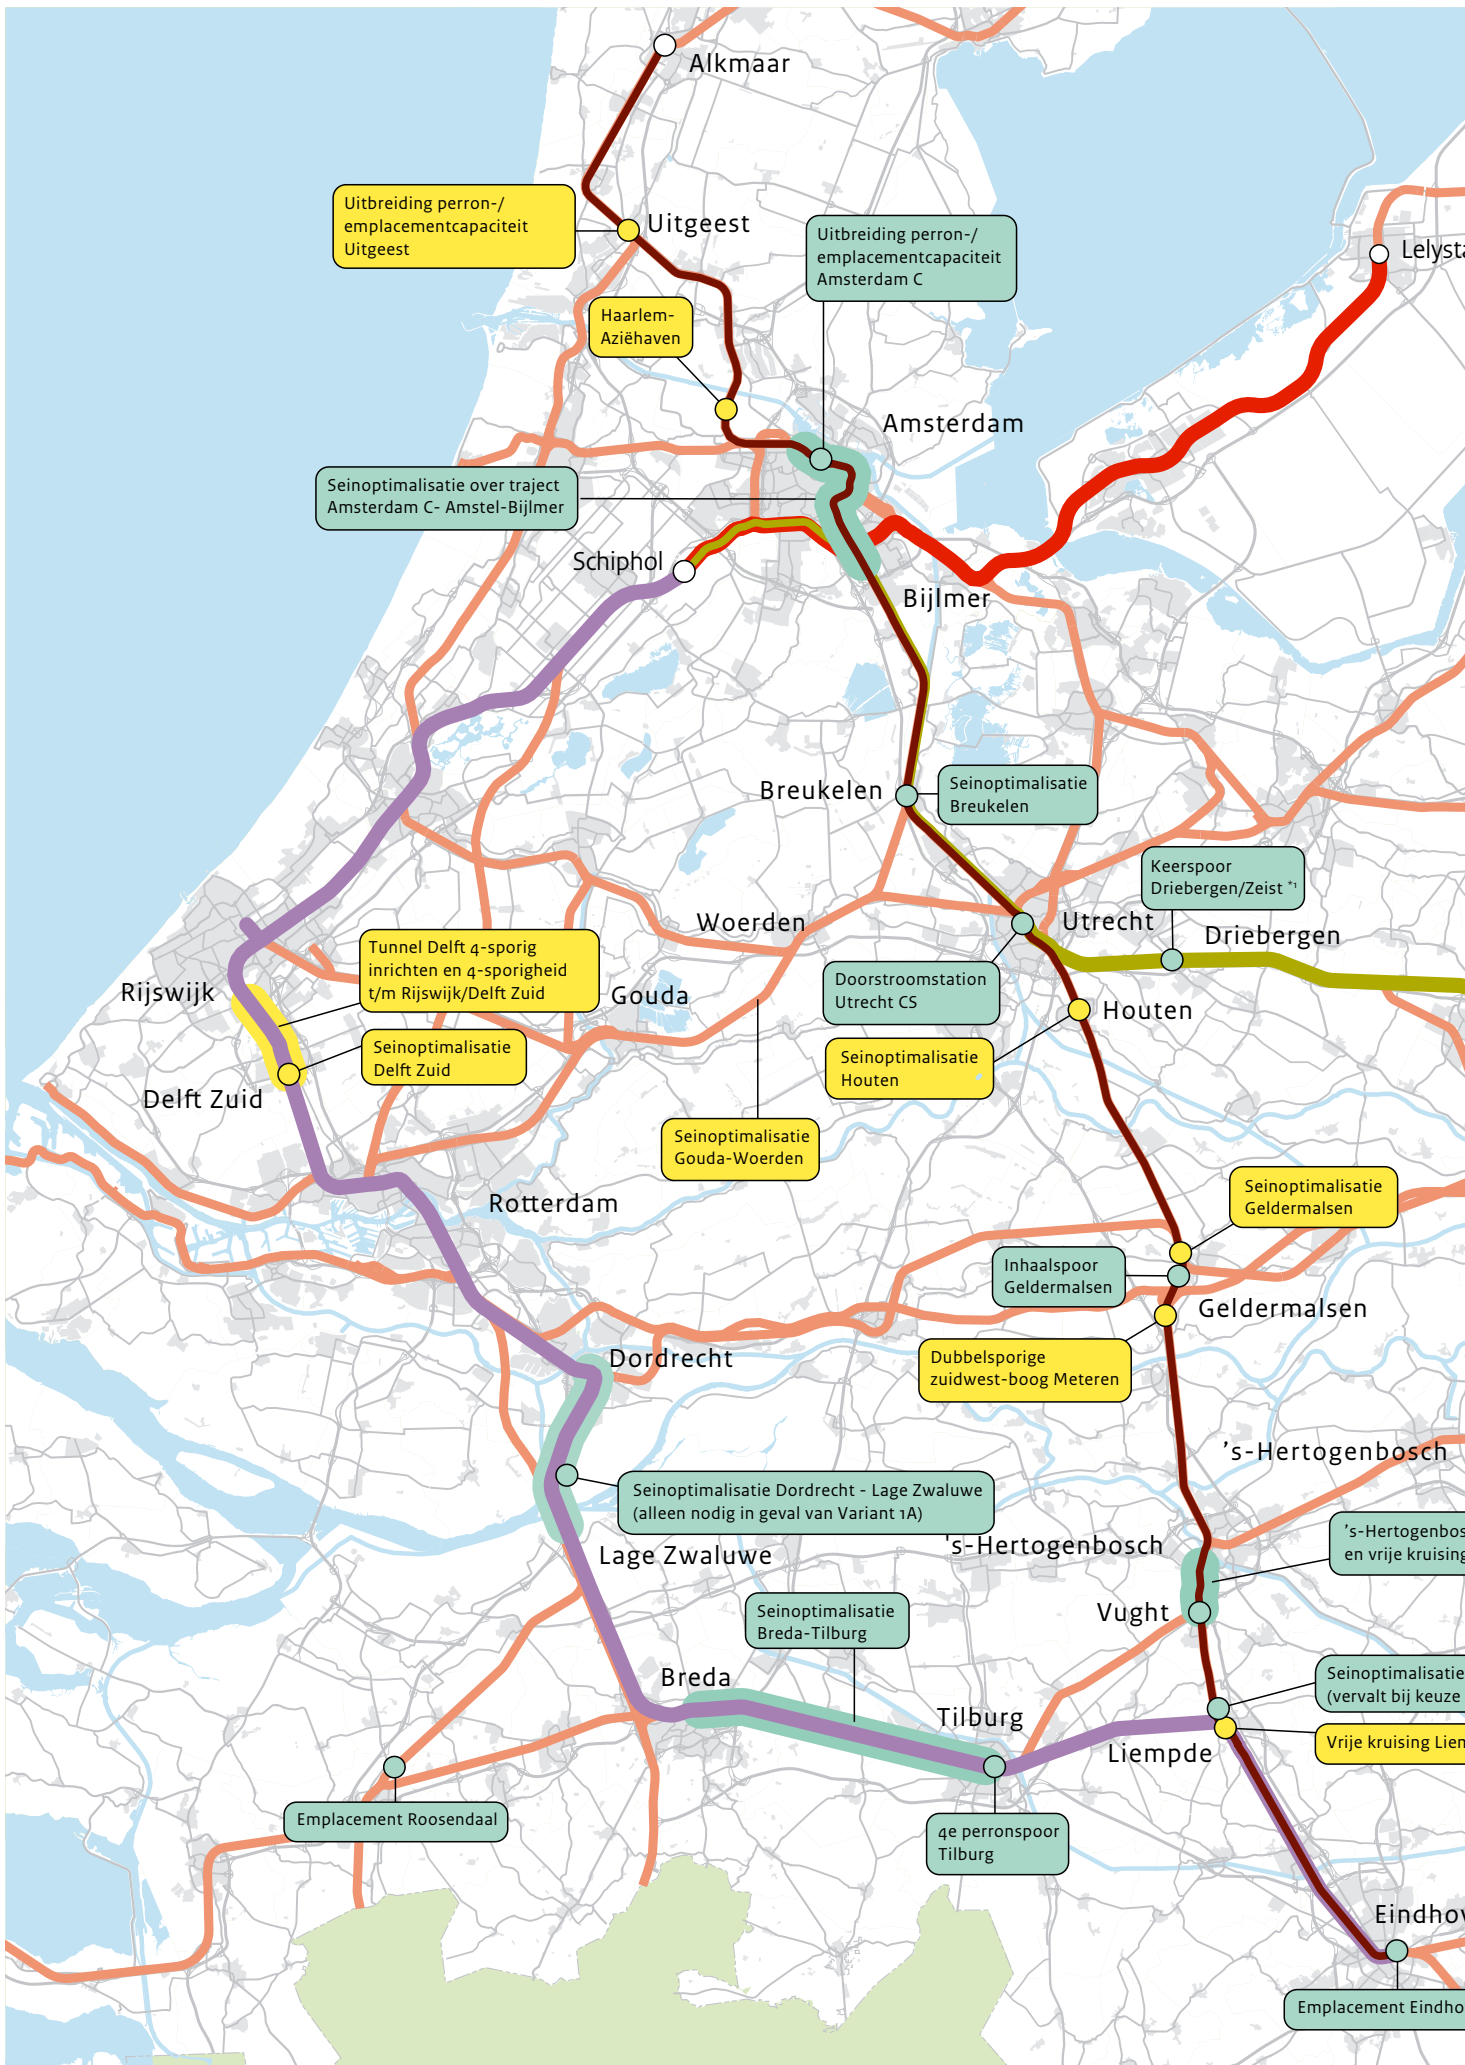 Alkmaar
Uitbreiding perron-/
emplacementcapaciteit
Uitgeest
Uitgeest
Uitbreiding perron-/
emplacementcapaciteit
Amsterdam C
Lelysta
Haarlem-
Aziëhaven
Amsterdam
Seinoptimalisatie over traject
Amsterdam C- Amstel-Bijlmer
Schiphol
Bijlmer
Breukelen
Seinoptimalisatie
Breukelen
Keerspoor
Driebergen/Zeist *1
Woerden
Utrecht
Driebergen
Tunnel Delft 4-sporig
inrichten en 4-sporigheid
t/m Rijswijk/Delft Zuid
Rijswijk
Gouda
Doorstroomstation
Utrecht CS
Houten
Seinoptimalisatie
Delft Zuid
Seinoptimalisatie
Houten
Delft Zuid
Seinoptimalisatie
Gouda-Woerden
Rotterdam
Seinoptimalisatie
Geldermalsen
Inhaalspoor
Geldermalsen
Geldermalsen
Dordrecht
Dubbelsporige
zuidwest-boog Meteren
's-Hertogenbosch
Seinoptimalisatie Dordrecht - Lage Zwaluwe
(alleen nodig in geval van Variant 1A)
's-Hertogenbos
en vrije kruising
Lage Zwaluwe
's-Hertogenbosch
Seinoptimalisatie
Breda-Tilburg
Vught
Breda
Seinoptimalisatie
(vervalt bij keuze
Tilburg
Liempde
Vrije kruising Liem
Emplacement Roosendaal
4e perronspoor
Tilburg
Eindhov
Emplacement Eindho